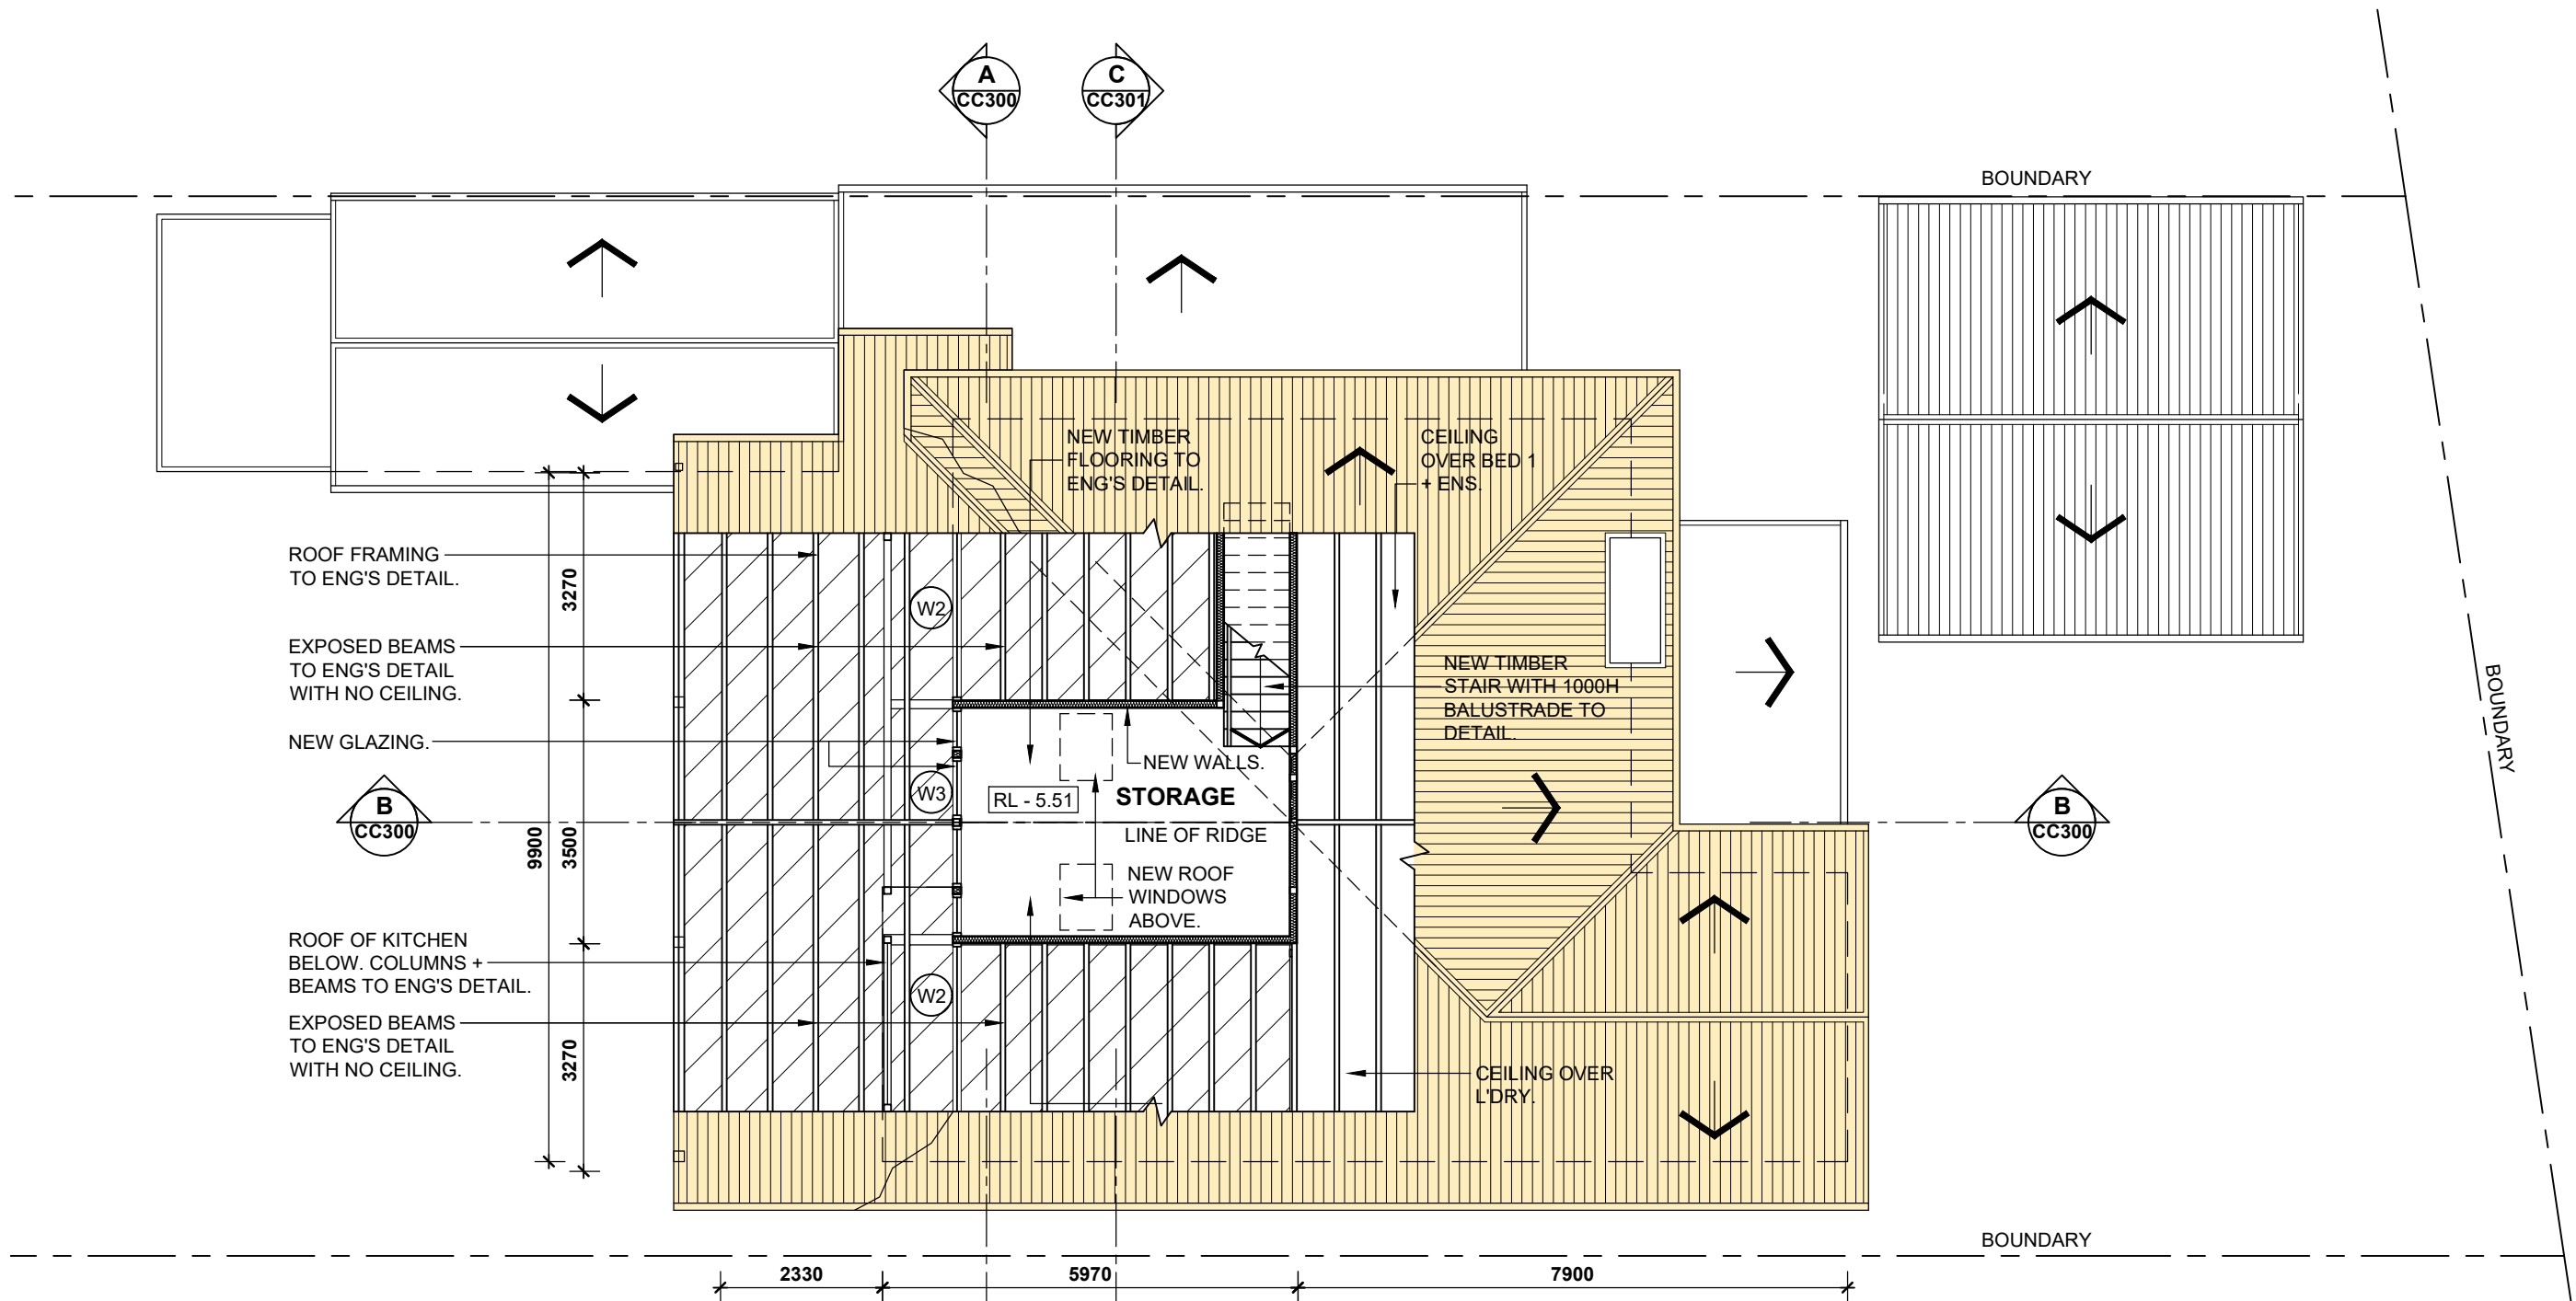 A
CC300
C
CC301
BOUNDARY
NEW TIMBER
FLOORING TO
ENG'S DETAIL.
CEILING
OVER BED 1
+ ENS.
ROOF FRAMING
TO ENG'S DETAIL.
3270
W2
EXPOSED BEAMS
TO ENG'S DETAIL
WITH NO CEILING.
NEW TIMBER
STAIR WITH 1000H
BALUSTRADE TO
DETAIL.
BOUNDARY
NEW GLAZING.
NEW WALLS.
W3
RL - 5.51
STORAGE
B
CC300
B
CC300
LINE OF RIDGE
9900
3500
NEW ROOF
WINDOWS
ABOVE.
ROOF OF KITCHEN
BELOW. COLUMNS +
BEAMS TO ENG'S DETAIL.
W2
EXPOSED BEAMS
TO ENG'S DETAIL
WITH NO CEILING.
3270
CEILING OVER
L'DRY.
BOUNDARY
2330
5970
7900